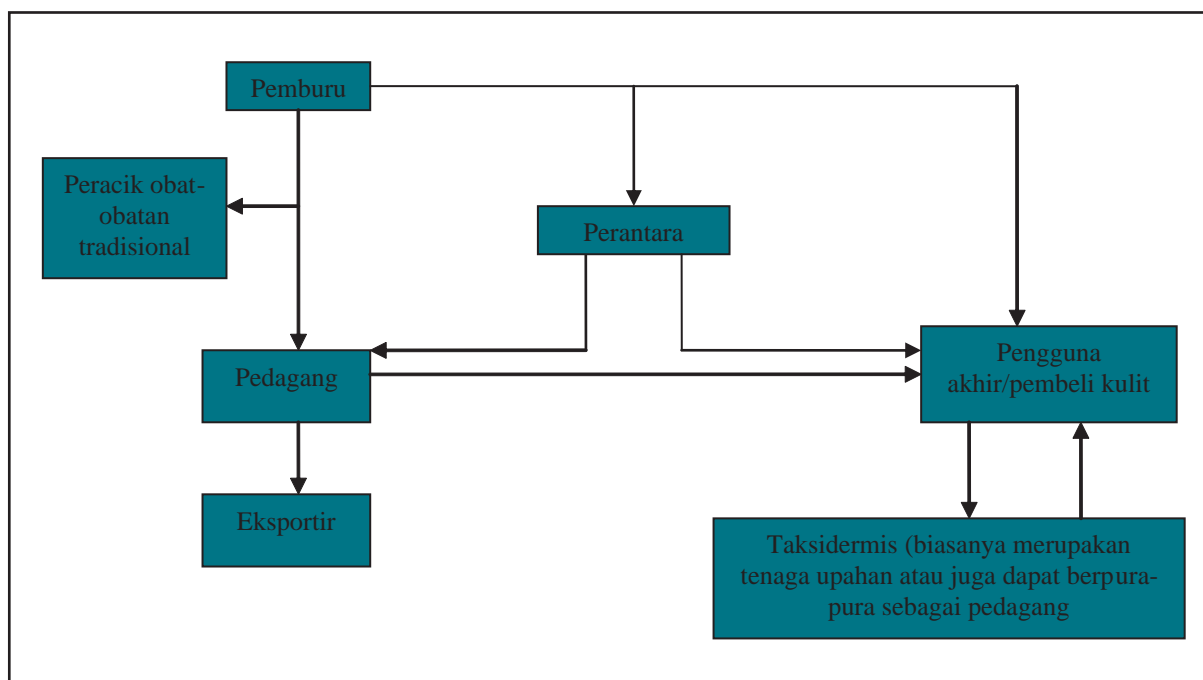 Pemburu
Peracik obat-
obatan
tradisional
Perantara
Pedagang
Pengguna
akhir/pembeli kulit
Eksportir
Taksidermis (biasanya merupakan
tenaga upahan atau juga dapat berpura-
pura sebagai pedagang